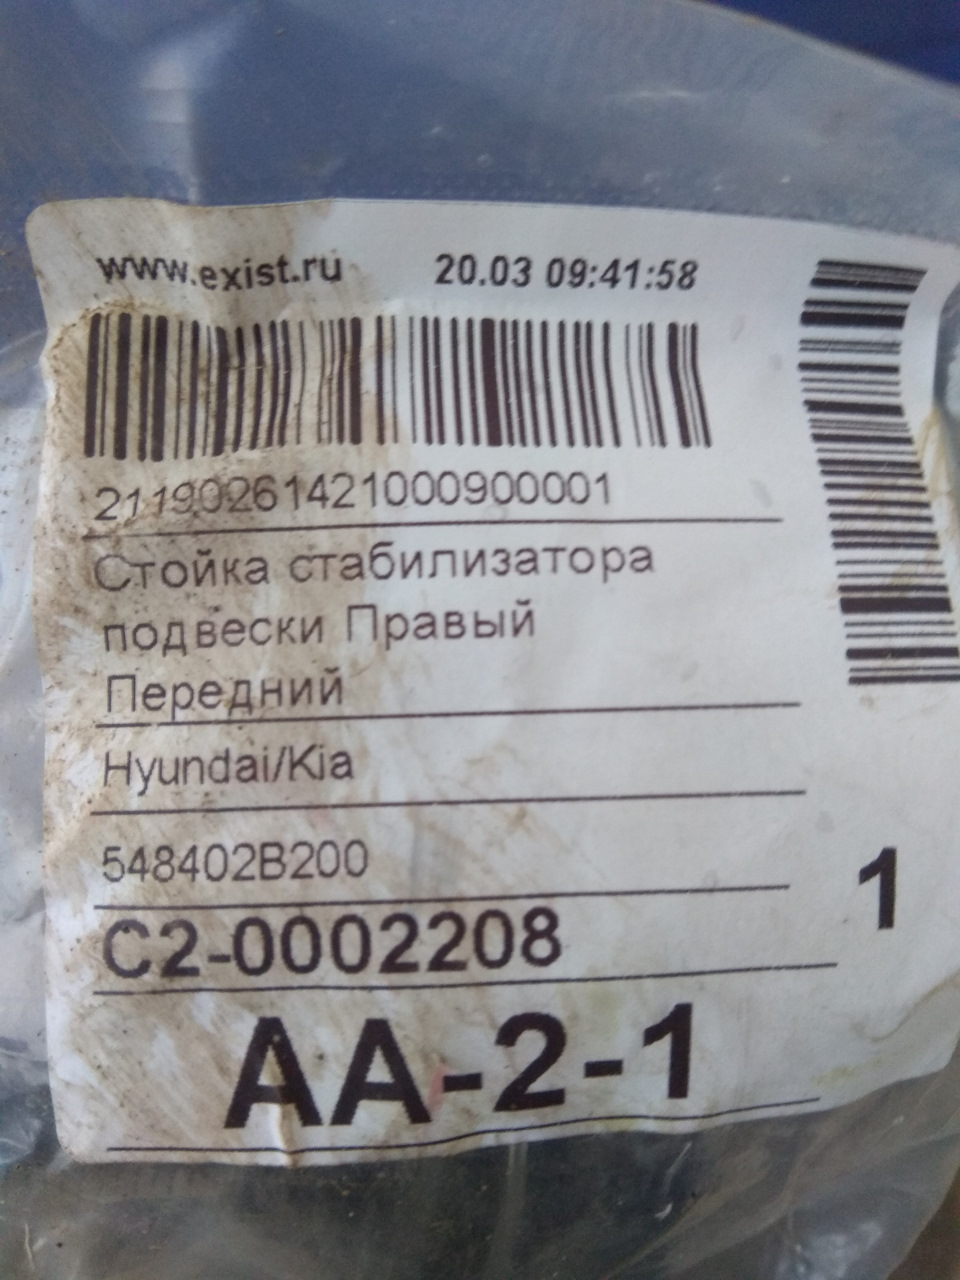 www.exist.ru 20.03 09:41:58
21190261421000900001
Стойка стабилизатора
подвески Правый
Передний
Hyundai/Kia
548402B200
1
C2-0002208
AA-2-1